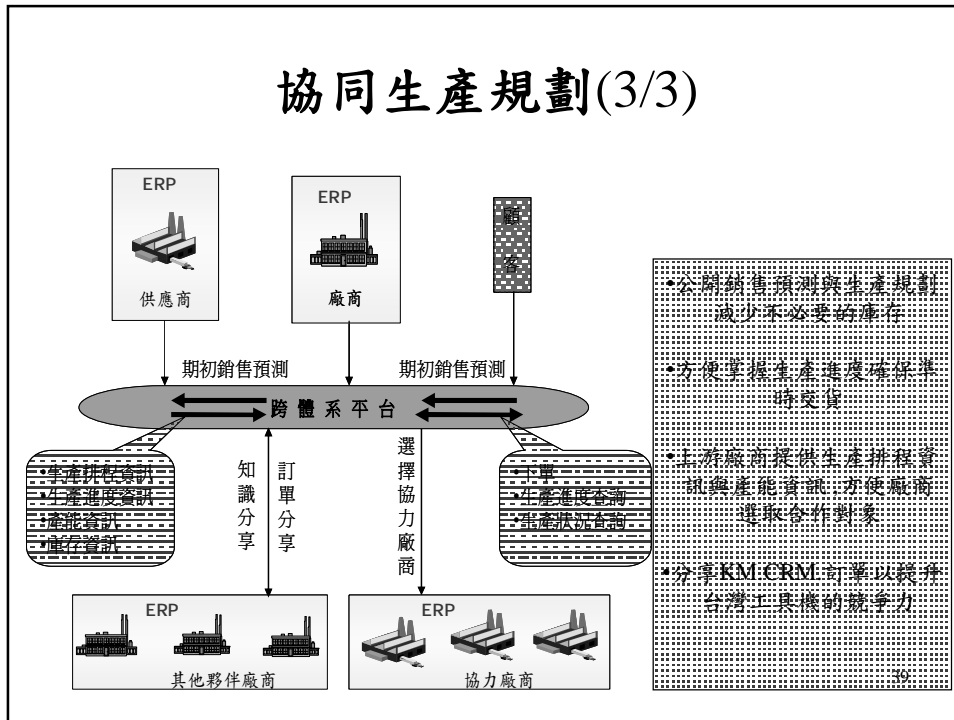 協同生產規劃(3/3)
ERP
供應商
ERP
廠商
顧客
期初銷售預測
期初銷售預測
跨體系平台
•生產排程資訊
•生產進度資訊
•產能資訊
•庫存資訊
知識分享
訂單分享
選擇協力廠商
•下單
•生產進度查詢
•生產狀況查詢
ERP
其他夥伴廠商
ERP
協力廠商
•公開銷售預測與生產規劃
減少不必要的庫存
•方便掌握生產進度確保準
時交貨
•上游廠商提供生產排程資
訊與產能資訊 方便廠商
選取合作對象
•分享KM CRM 訂單以提升
台灣工具機的競爭力
39